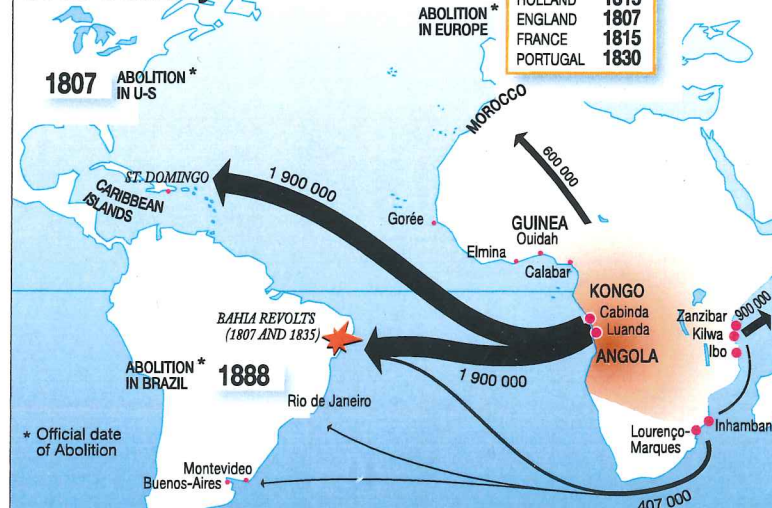 ABOLITION *
IN EUROPE
HOLLAND 1815
ENGLAND 1807
FRANCE 1815
PORTUGAL 1830
1807 ABOLITION *
IN U-S
MOROCCO
600 000
ST. DOMINGO
CARIBBEAN
ISLANDS
1 900 000
Gorée
GUINEA
Ouidah
Elmina
Calabar
KONGO
Cabinda
Luanda
ANGOLA
Zanzibar
Kilwa
Ibo
900 000
BAHIA REVOLTS
(1807 AND 1835)
1 900 000
ABOLITION *
IN BRAZIL 1888
Rio de Janeiro
* Official date
of Abolition
Lourenço-
Marques
Inhamban
Montevideo
Buenos-Aires
407 000